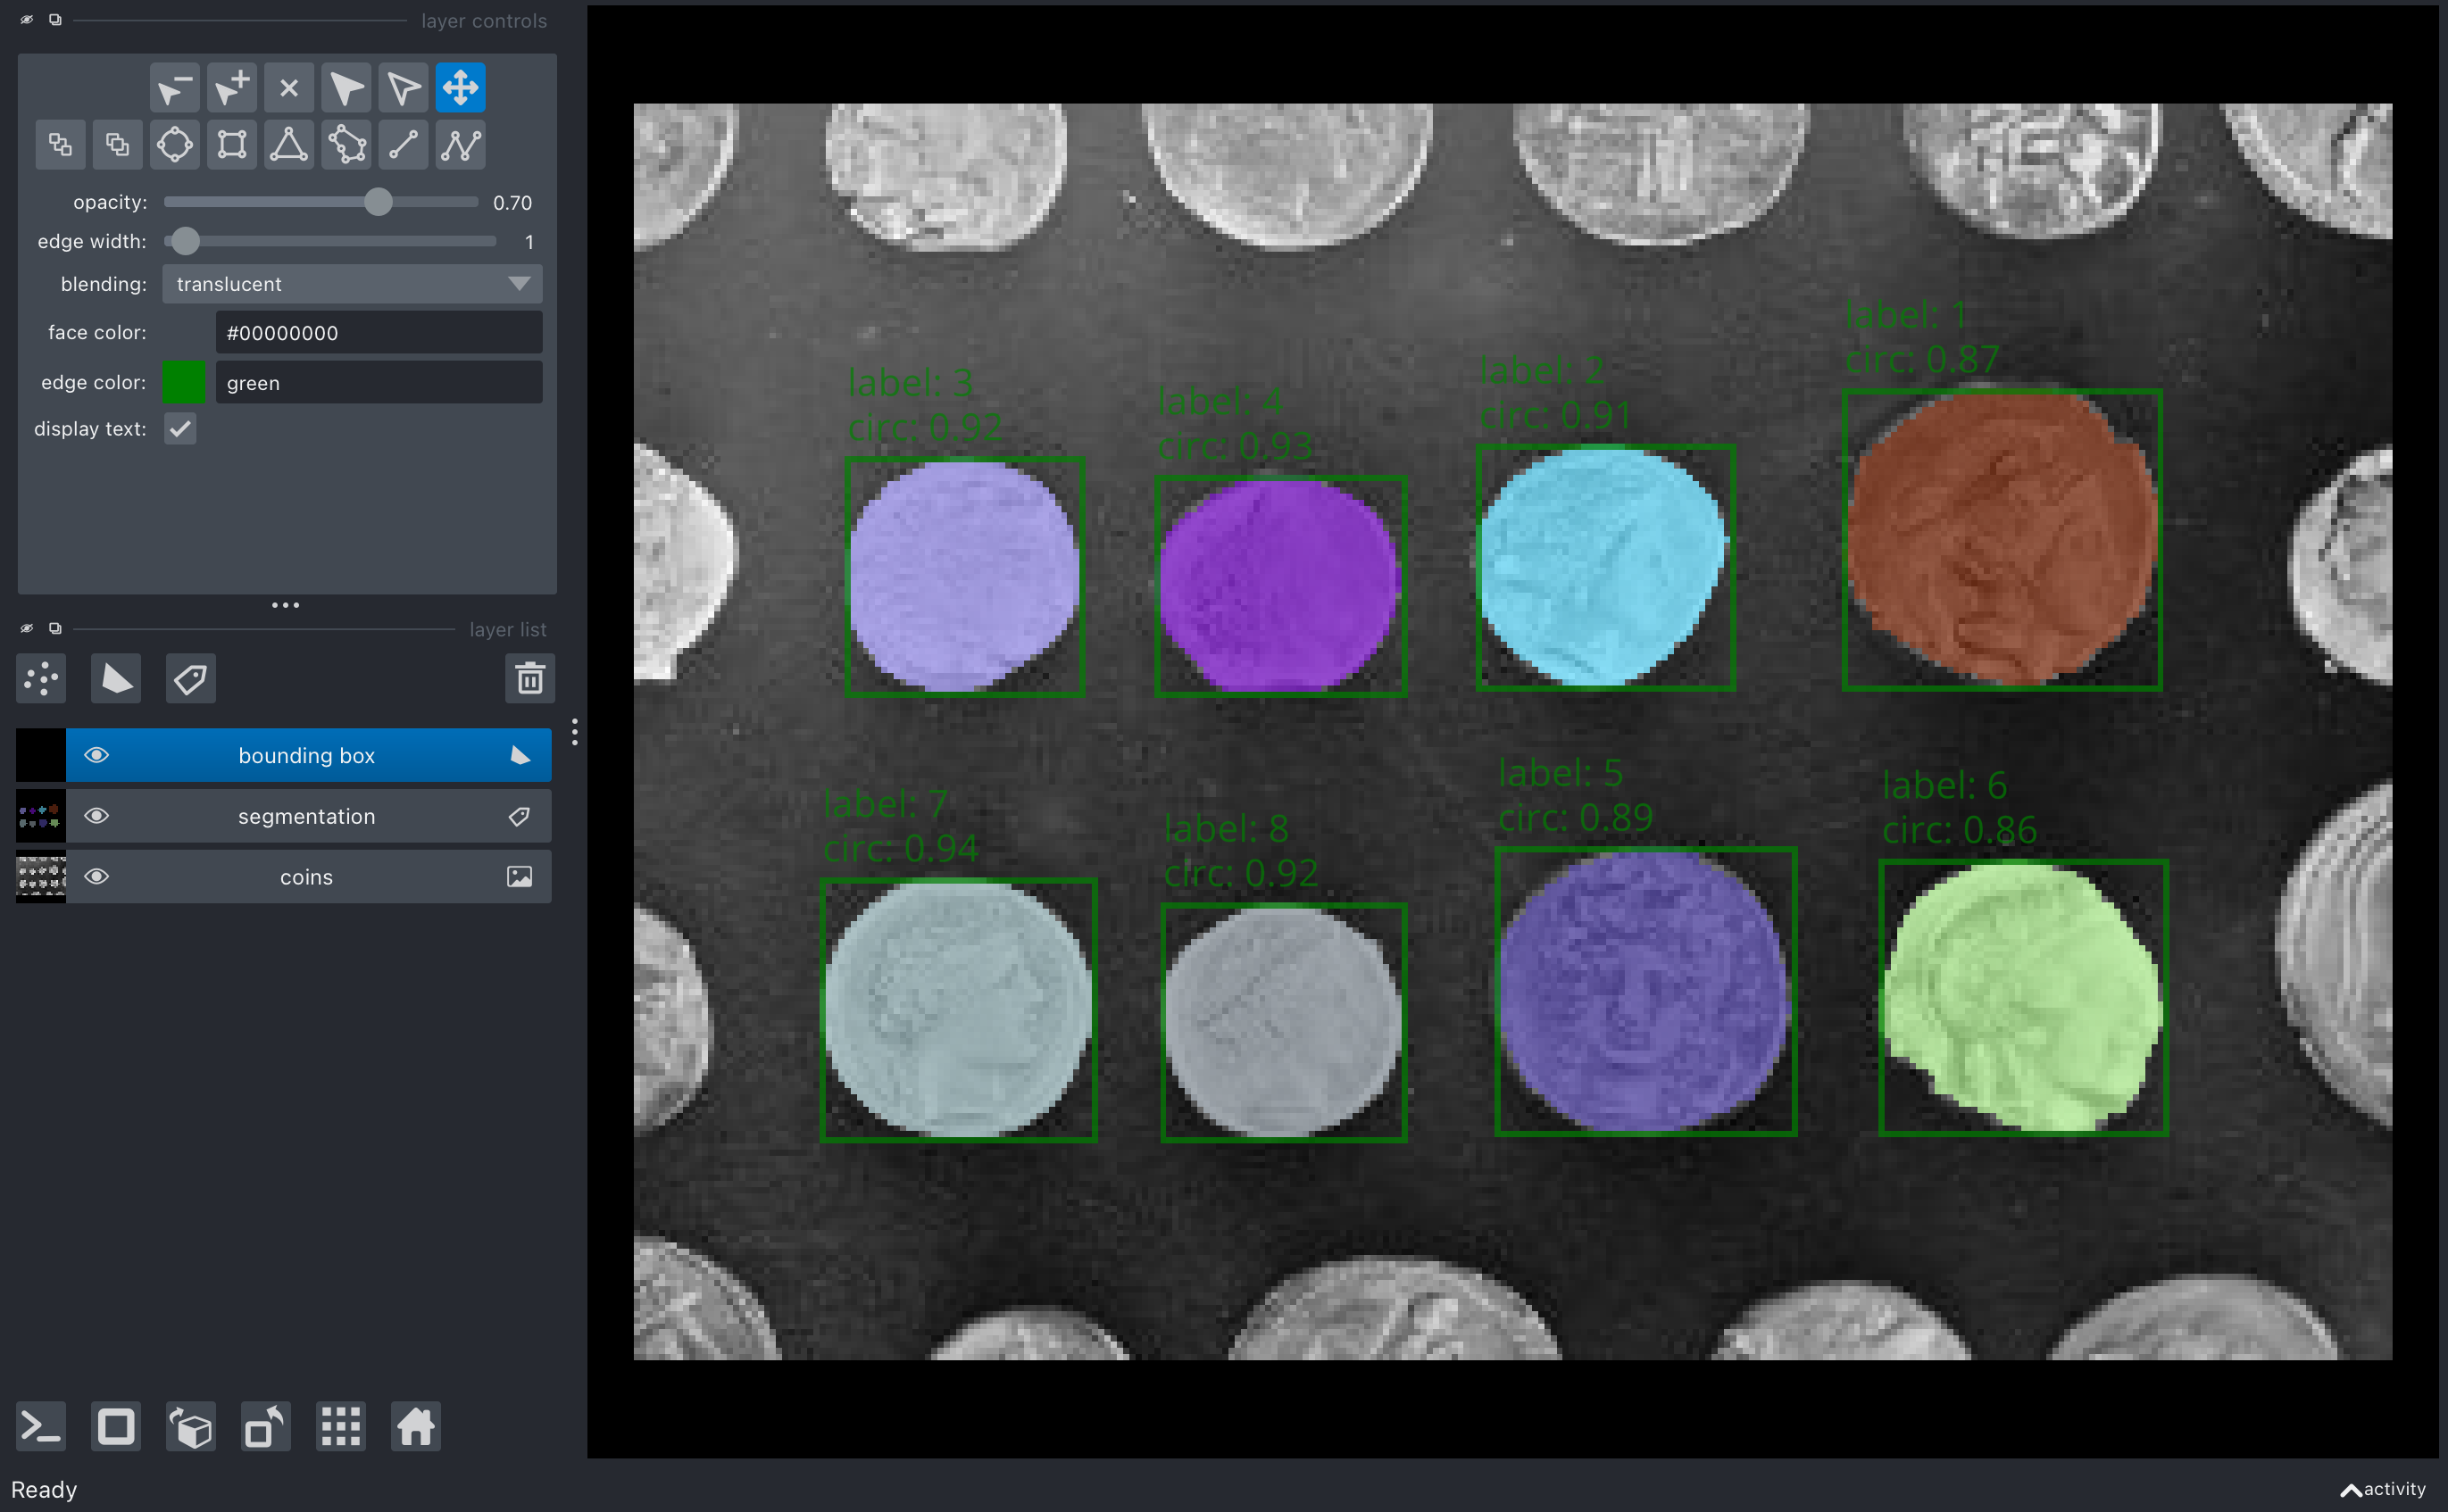 layer controls
opacity:
0.70
edge width:
1
blending:
translucent
face color:
#00000000
edge color:
green
display text:
layer list
bounding box
segmentation
coins
Ready
label: 1
circ: 0.87
label: 2
circ: 0.91
label: 3
circ: 0.92
label: 4
circ: 0.93
label: 5
circ: 0.89
label: 6
circ: 0.86
label: 7
circ: 0.94
label: 8
circ: 0.92
activity